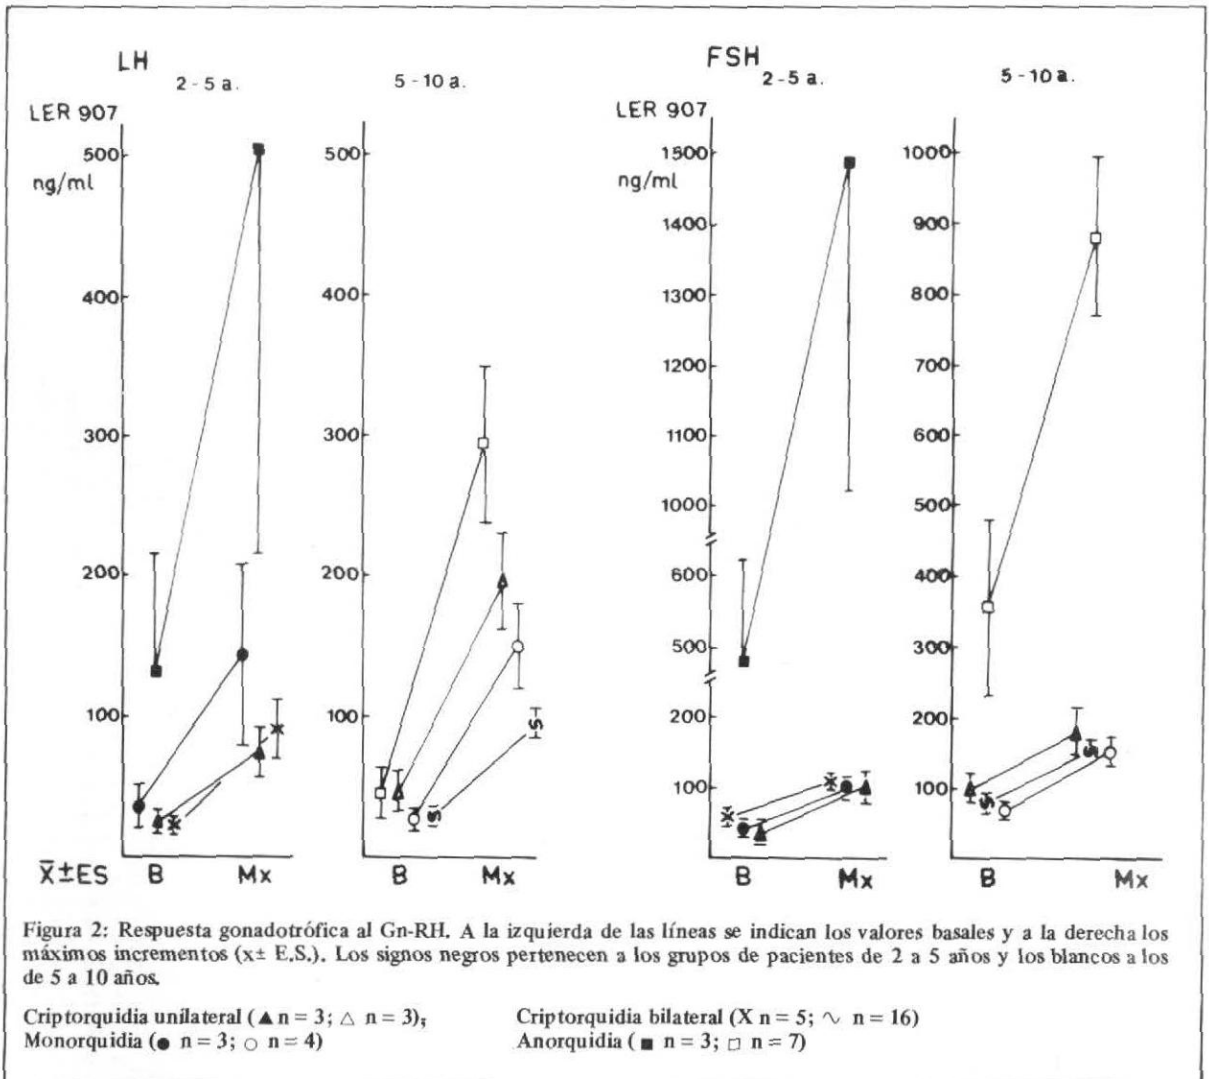 LH
FSH
2-5 a.
5-10 a.
2-5 a.
5-10 a.
LER 907
LER 907
500
ng/ml
400
300
200
100
500
400
300
200
100
1500
ng/ml
1400
1300
1200
1100
1000
600
500
200
100
1000
900
800
700
600
500
400
300
200
100
X̄±ES B Mx
B Mx
B Mx
B Mx
Figura 2: Respuesta gonadotrófica al Gn-RH. A la izquierda de las líneas se indican los valores basales y a la derecha los
máximos incrementos (x± E.S.). Los signos negros pertenecen a los grupos de pacientes de 2 a 5 años y los blancos a los
de 5 a 10 años.
Criptorquidia unilateral (▲ n = 3; △ n = 3);
Criptorquidia bilateral (X n = 5; ∿ n = 16)
Monorquidia (● n = 3; ○ n = 4)
Anorquidia (■ n = 3; □ n = 7)